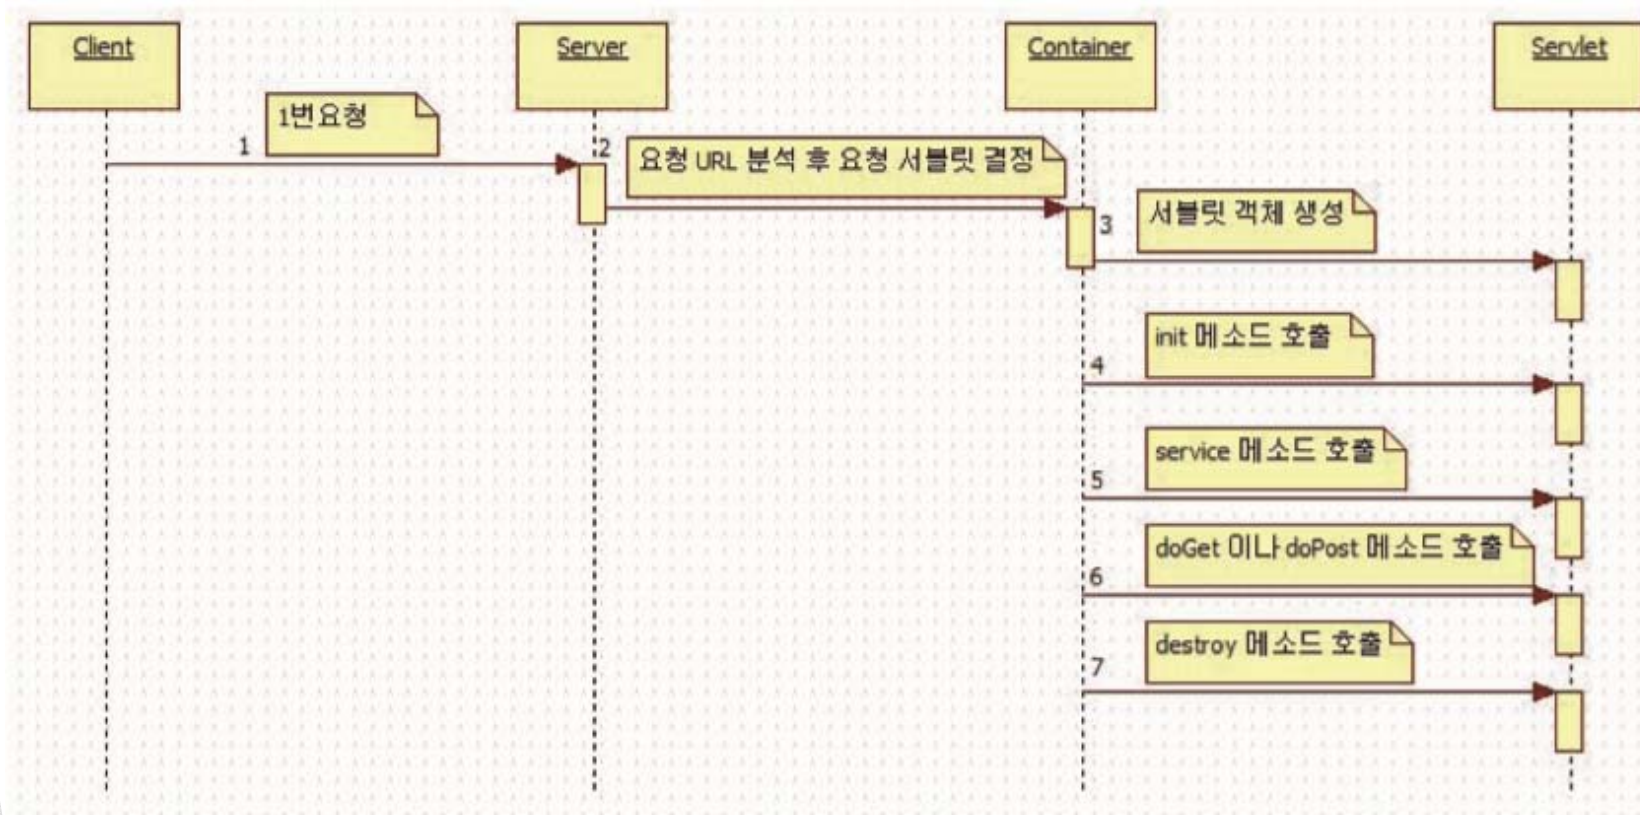 Client
Server
Container
Servlet
1번요청
1
2
요청 URL 분석 후 요청 서블릿 결정
서블릿 객체 생성
3
init 메소드 호출
4
service 메소드 호출
5
doGet 이나 doPost 메소드 호출
6
destroy 메소드 호출
7